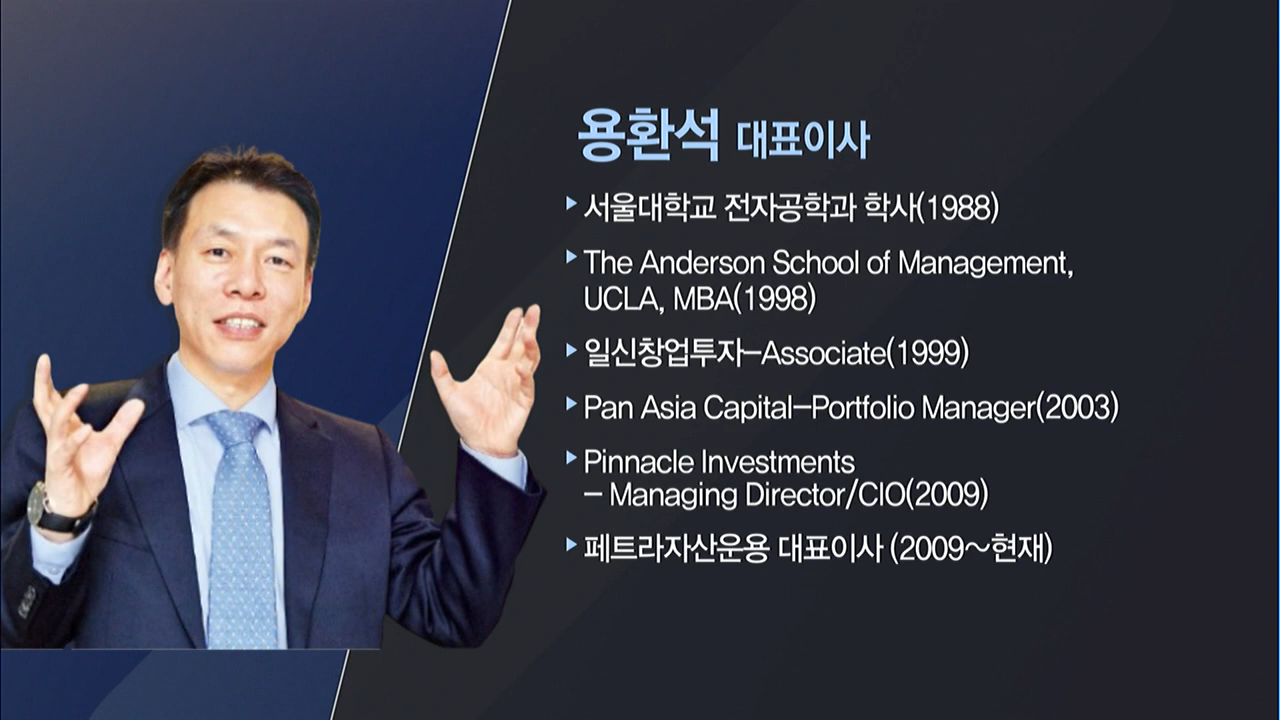 용환석 대표이사
서울대학교 전자공학과 학사(1988)
The Anderson School of Management,
UCLA, MBA(1998)
일신창업투자-Associate(1999)
Pan Asia Capital-Portfolio Manager(2003)
Pinnacle Investments
- Managing Director/CIO(2009)
페트라자산운용 대표이사 (2009~현재)